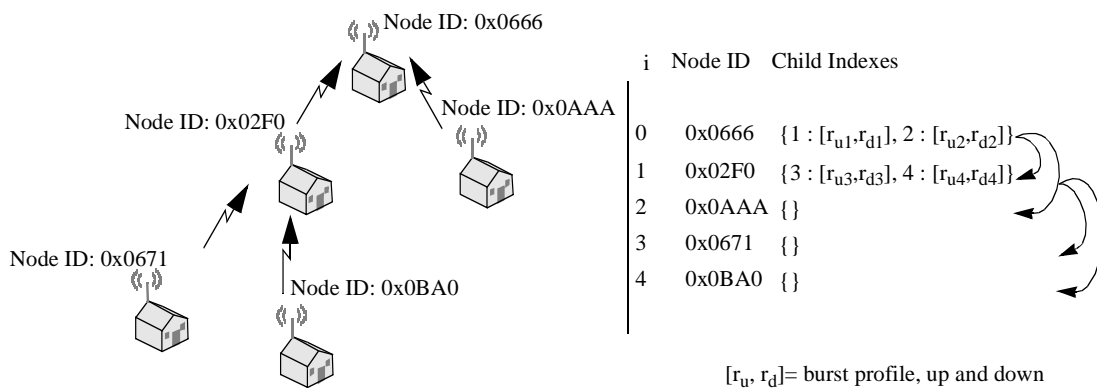 Node ID: 0x0666
Node ID: 0x0AAA
Node ID: 0x02F0
Node ID: 0x0671
Node ID: 0x0BA0
i Node ID Child Indexes
0 0x0666 {1 : [ru1,rd1], 2 : [ru2,rd2]}
1 0x02F0 {3 : [ru3,rd3], 4 : [ru4,rd4]}
2 0x0AAA {}
3 0x0671 {}
4 0x0BA0 {}
[ru, rd]= burst profile, up and down